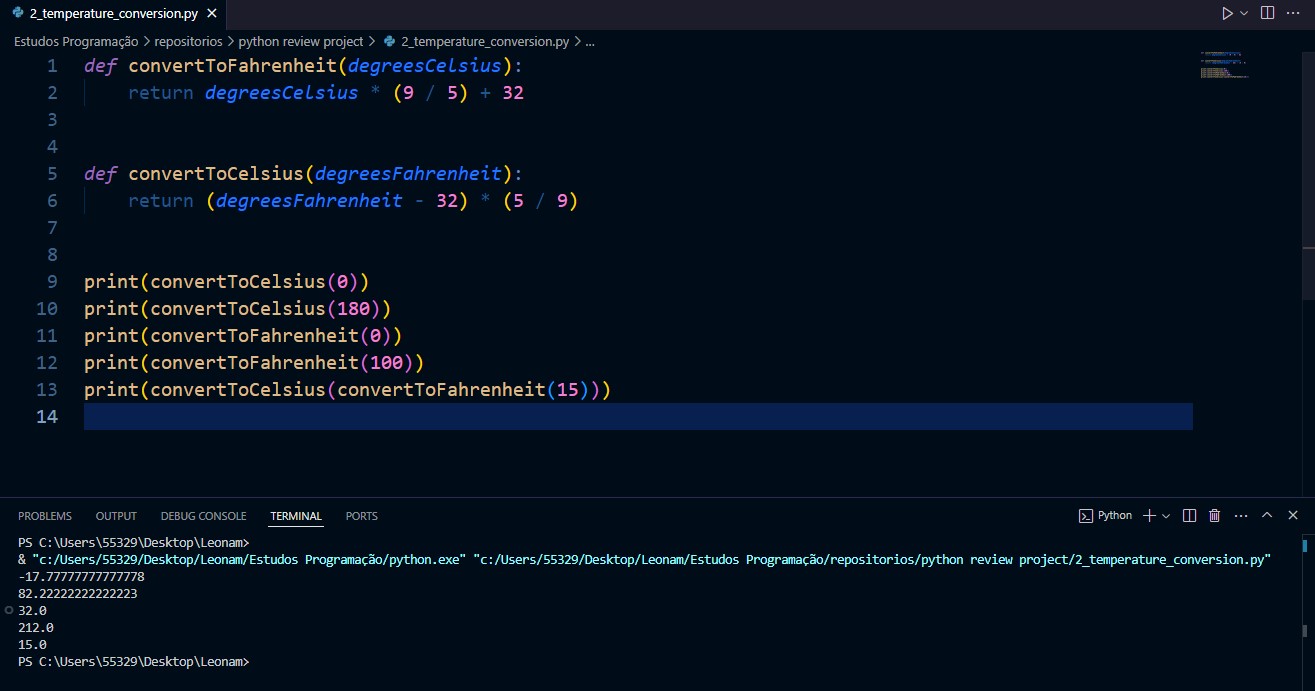 2_temperature_conversion.py
Estudos Programação > repositorios > python review project > 2_temperature_conversion.py > ...
1 def convertToFahrenheit(degreesCelsius):
2     return degreesCelsius * (9 / 5) + 32
3
4
5 def convertToCelsius(degreesFahrenheit):
6     return (degreesFahrenheit - 32) * (5 / 9)
7
8
9 print(convertToCelsius(0))
10 print(convertToCelsius(180))
11 print(convertToFahrenheit(0))
12 print(convertToFahrenheit(100))
13 print(convertToCelsius(convertToFahrenheit(15)))
14
PROBLEMS OUTPUT DEBUG CONSOLE TERMINAL PORTS Python
PS C:\Users\55329\Desktop\Leonam>
& "c:/Users/55329/Desktop/Leonam/Estudos Programação/python.exe" "c:/Users/55329/Desktop/Leonam/Estudos Programação/repositorios/python review project/2_temperature_conversion.py"
-17.77777777777778
82.22222222222223
32.0
212.0
15.0
PS C:\Users\55329\Desktop\Leonam>